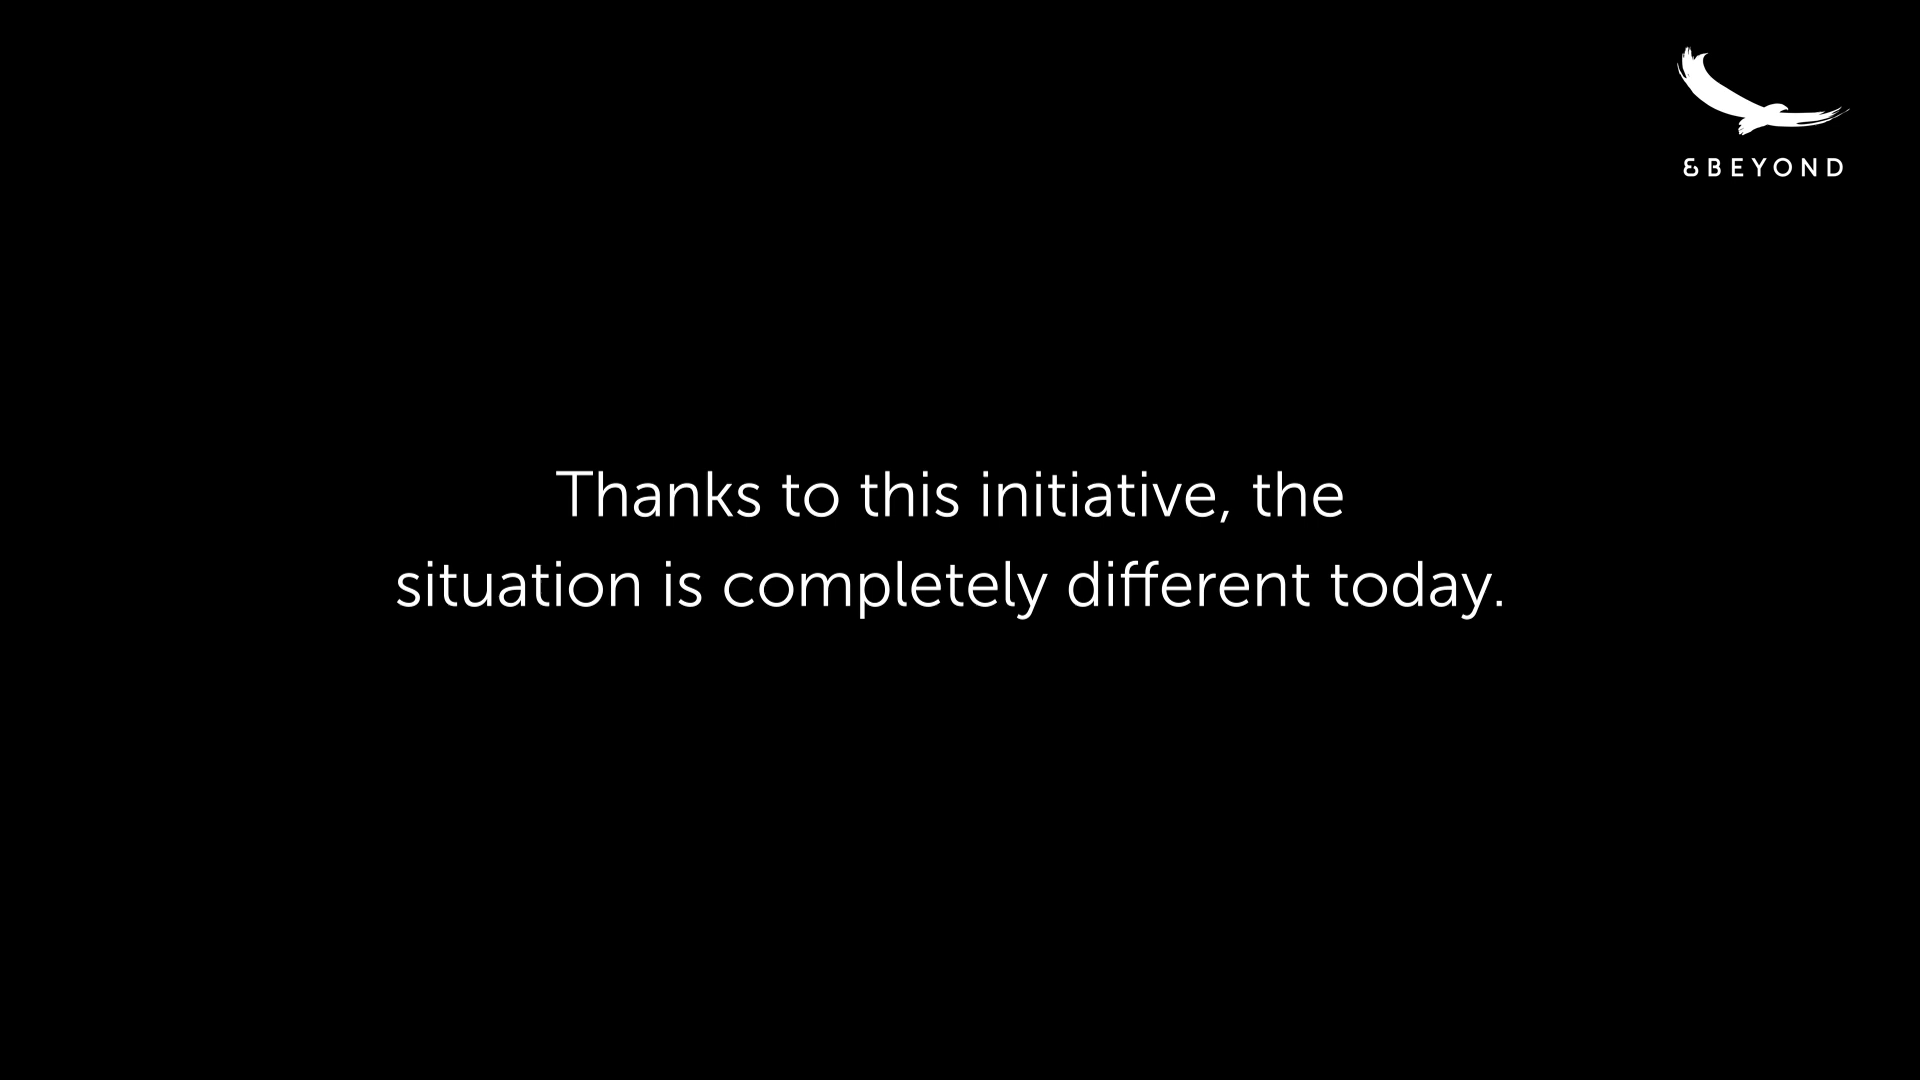 &BEYOND
Thanks to this initiative, the
situation is completely different today.